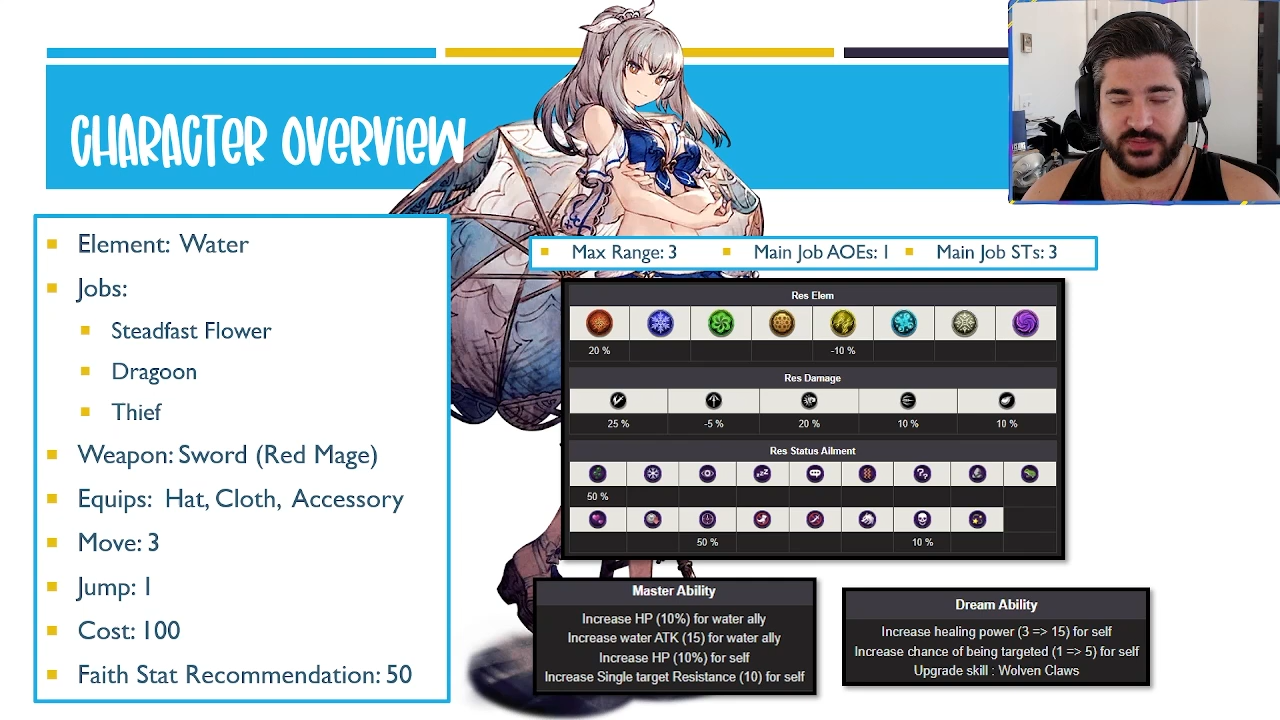 CHARACTER OVERVIEW
Element: Water
Jobs:
Steadfast Flower
Dragoon
Thief
Weapon: Sword (Red Mage)
Equips: Hat, Cloth, Accessory
Move: 3
Jump: 1
Cost: 100
Faith Stat Recommendation: 50
Max Range: 3 Main Job AOEs: 1 Main Job STs: 3
Res Elem
20 % -10 %
Res Damage
25 % -5 % 20 % 10 % 10 %
Res Status Ailment
50 %
50 % 10 %
Master Ability
Increase HP (10%) for water ally
Increase water ATK (15) for water ally
Increase HP (10%) for self
Increase Single target Resistance (10) for self
Dream Ability
Increase healing power (3 => 15) for self
Increase chance of being targeted (1 => 5) for self
Upgrade skill : Wolven Claws